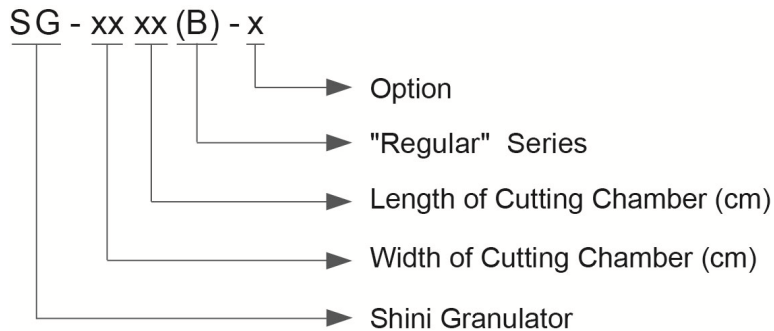 SG - xx xx (B) - x
Option
"Regular" Series
Length of Cutting Chamber (cm)
Width of Cutting Chamber (cm)
Shini Granulator